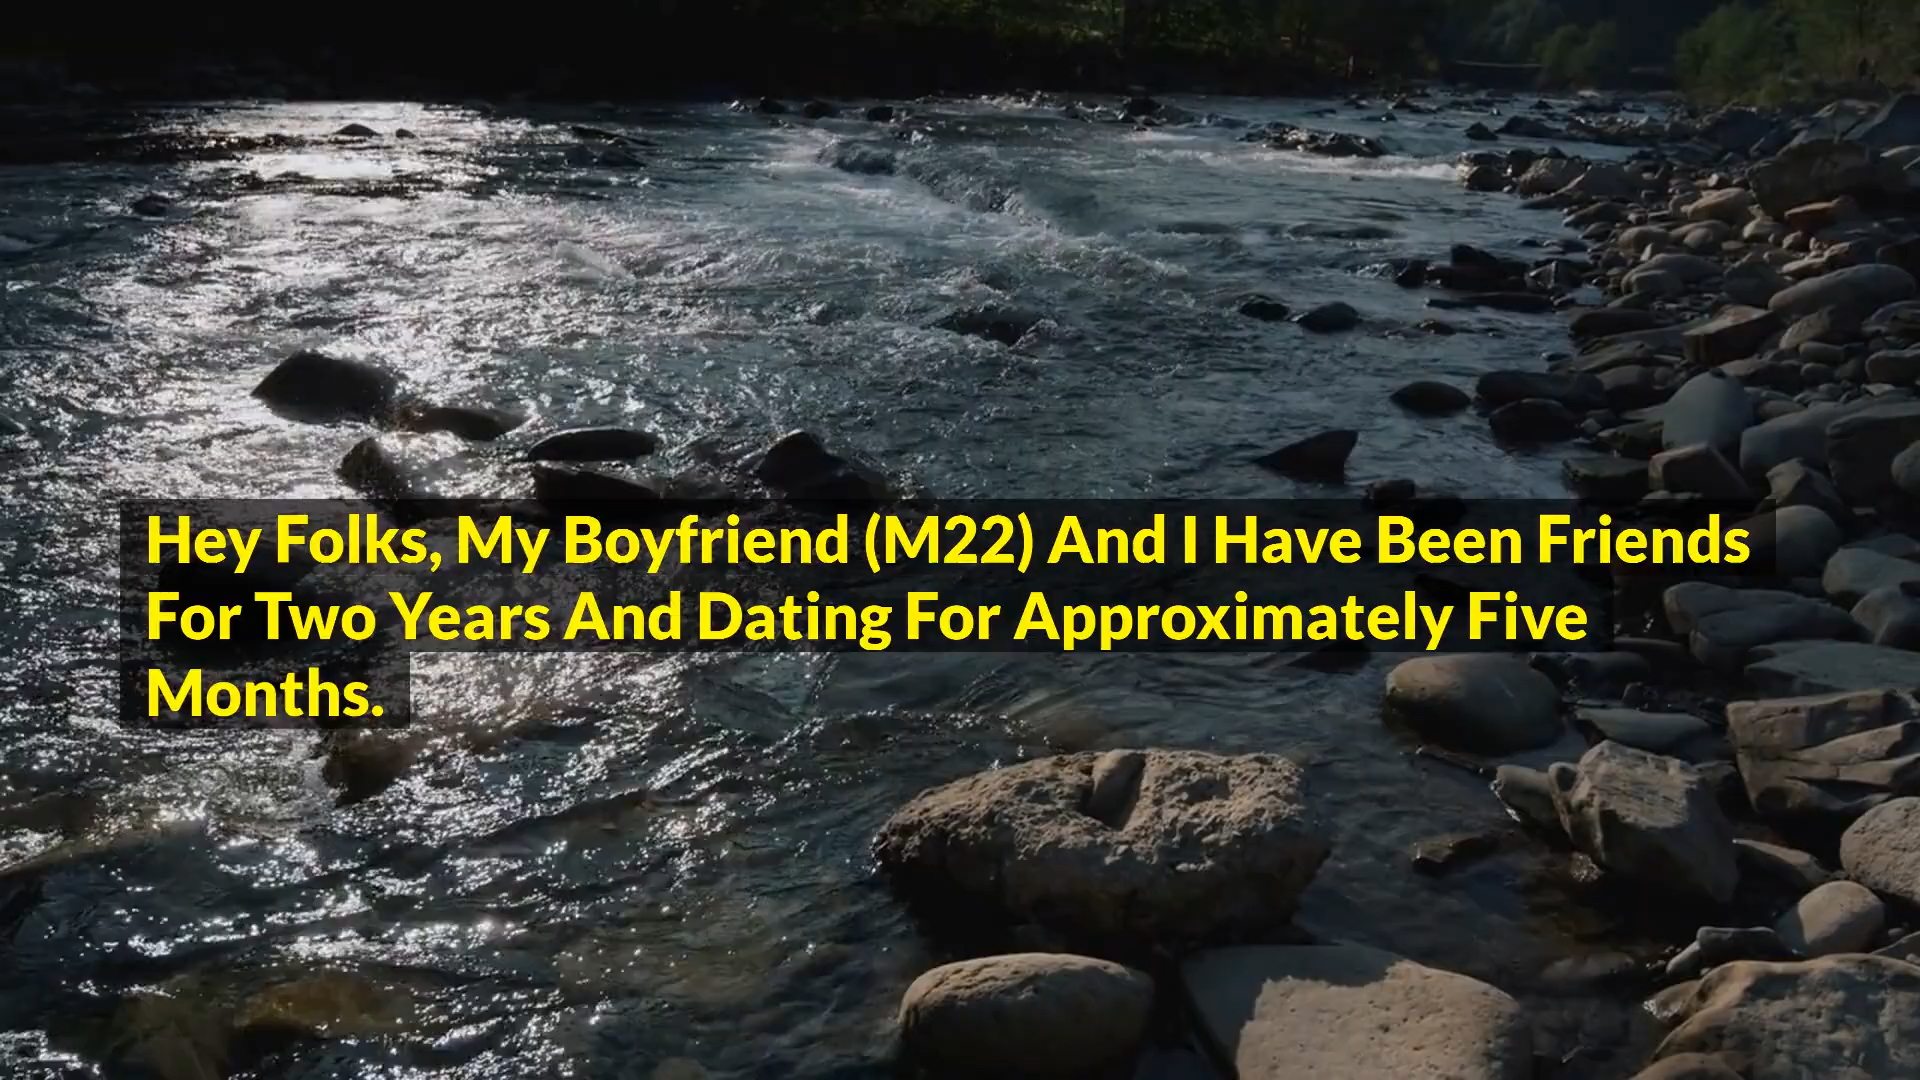 Hey Folks, My Boyfriend (M22) And I Have Been Friends
For Two Years And Dating For Approximately Five
Months.